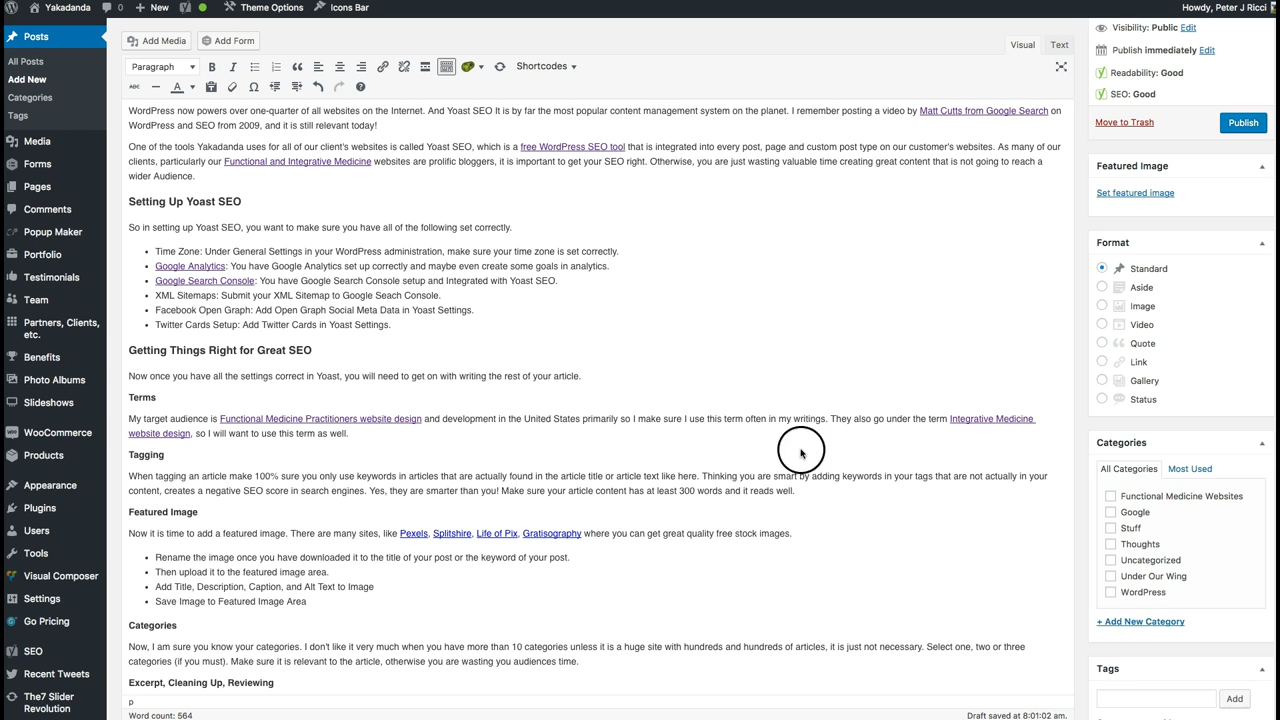 Yakadanda
0
New
Theme Options
Icons Bar
Howdy, Peter J Ricci
Posts
All Posts
Add New
Categories
Tags
Media
Forms
Pages
Comments
Popup Maker
Portfolio
Testimonials
Team
Partners, Clients,
etc.
Benefits
Photo Albums
Slideshows
WooCommerce
Products
Appearance
Plugins
Users
Tools
Visual Composer
Settings
Go Pricing
SEO
Recent Tweets
The7 Slider
Revolution
Add Media
Add Form
Visual
Text
Paragraph
Shortcodes
WordPress now powers over one-quarter of all websites on the Internet. And Yoast SEO It is by far the most popular content management system on the planet. I remember posting a video by Matt Cutts from Google Search on
WordPress and SEO from 2009, and it is still relevant today!
One of the tools Yakadanda uses for all of our client's websites is called Yoast SEO, which is a free WordPress SEO tool that is integrated into every post, page and custom post type on our customer's websites. As many of our
clients, particularly our Functional and Integrative Medicine websites are prolific bloggers, it is important to get your SEO right. Otherwise, you are just wasting valuable time creating great content that is not going to reach a
wider Audience.
Setting Up Yoast SEO
So in setting up Yoast SEO, you want to make sure you have all of the following set correctly.
Time Zone: Under General Settings in your WordPress administration, make sure your time zone is set correctly.
Google Analytics: You have Google Analytics set up correctly and maybe even create some goals in analytics.
Google Search Console: You have Google Search Console setup and Integrated with Yoast SEO.
XML Sitemaps: Submit your XML Sitemap to Google Seach Console.
Facebook Open Graph: Add Open Graph Social Meta Data in Yoast Settings.
Twitter Cards Setup: Add Twitter Cards in Yoast Settings.
Getting Things Right for Great SEO
Now once you have all the settings correct in Yoast, you will need to get on with writing the rest of your article.
Terms
My target audience is Functional Medicine Practitioners website design and development in the United States primarily so I make sure I use this term often in my writings. They also go under the term Integrative Medicine
website design, so I will want to use this term as well.
Tagging
When tagging an article make 100% sure you only use keywords in articles that are actually found in the article title or article text like here. Thinking you are smart by adding keywords in your tags that are not actually in your
content, creates a negative SEO score in search engines. Yes, they are smarter than you! Make sure your article content has at least 300 words and it reads well.
Featured Image
Now it is time to add a featured image. There are many sites, like Pexels, Splitshire, Life of Pix, Gratisography where you can get great quality free stock images.
Rename the image once you have downloaded it to the title of your post or the keyword of your post.
Then upload it to the featured image area.
Add Title, Description, Caption, and Alt Text to Image
Save Image to Featured Image Area
Categories
Now, I am sure you know your categories. I don't like it very much when you have more than 10 categories unless it is a huge site with hundreds and hundreds of articles, it is just not necessary. Select one, two or three
categories (if you must). Make sure it is relevant to the article, otherwise you are wasting you audiences time.
Excerpt, Cleaning Up, Reviewing
p
Word count: 564
Draft saved at 8:01:02 am.
Visibility: Public Edit
Publish immediately Edit
Readability: Good
SEO: Good
Move to Trash
Publish
Featured Image
Set featured image
Format
Standard
Aside
Image
Video
Quote
Link
Gallery
Status
Categories
All Categories
Most Used
Functional Medicine Websites
Google
Stuff
Thoughts
Uncategorized
Under Our Wing
WordPress
+ Add New Category
Tags
Add